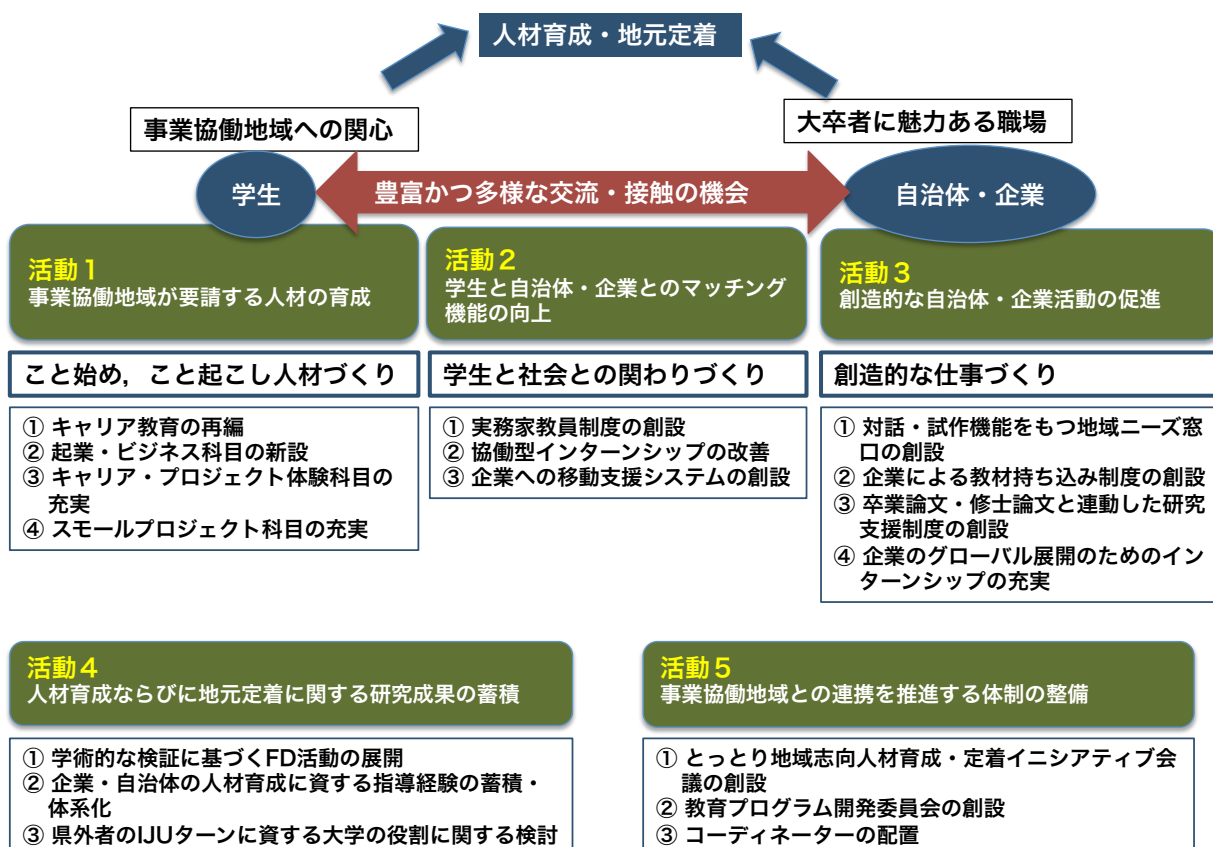 人材育成・地元定着
事業協働地域への関心
大卒者に魅力ある職場
学生
豊富かつ多様な交流・接触の機会
自治体・企業
活動１
事業協働地域が要請する人材の育成
活動２
学生と自治体・企業とのマッチング
機能の向上
活動３
創造的な自治体・企業活動の促進
こと始め，こと起こし人材づくり
学生と社会との関わりづくり
創造的な仕事づくり
① キャリア教育の再編
② 起業・ビジネス科目の新設
③ キャリア・プロジェクト体験科目の
充実
④ スモールプロジェクト科目の充実
① 実務家教員制度の創設
② 協働型インターンシップの改善
③ 企業への移動支援システムの創設
① 対話・試作機能をもつ地域ニーズ窓
口の創設
② 企業による教材持ち込み制度の創設
③ 卒業論文・修士論文と連動した研究
支援制度の創設
④ 企業のグローバル展開のためのイン
ターンシップの充実
活動４
人材育成ならびに地元定着に関する研究成果の蓄積
① 学術的な検証に基づくFD活動の展開
② 企業・自治体の人材育成に資する指導経験の蓄積・
体系化
③ 県外者のIJUターンに資する大学の役割に関する検討
活動５
事業協働地域との連携を推進する体制の整備
① とっとり地域志向人材育成・定着イニシアティブ会
議の創設
② 教育プログラム開発委員会の創設
③ コーディネーターの配置